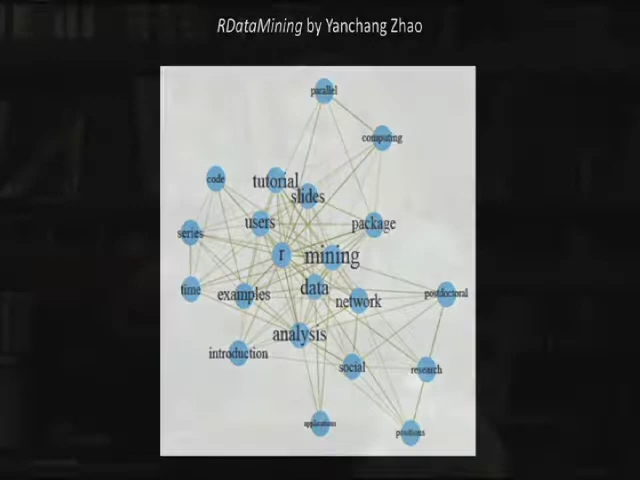 RDataMining by Yanchang Zhao
parallel
computing
code
tutorial
slides
users
package
series
r
mining
time
examples
data
network
postdoctoral
analysis
introduction
social
research
applications
positions